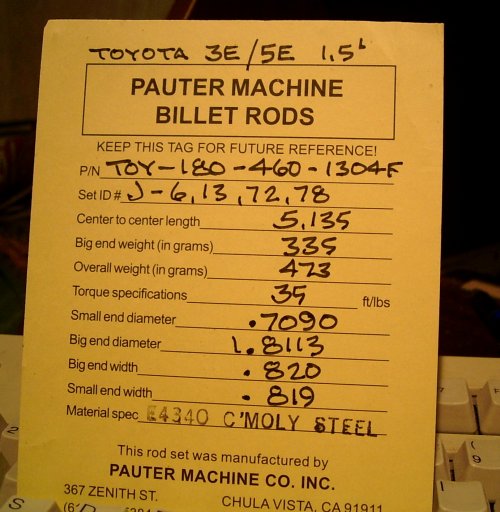 TOYOTA 3E/5E 1.5L
PAUTER MACHINE
BILLET RODS
KEEP THIS TAG FOR FUTURE REFERENCE!
P/N TOY-180-460-1304F
Set ID # J-6,13,72,78
Center to center length 5.135
Big end weight (in grams) 335
Overall weight (in grams) 473
Torque specifications 35 ft/lbs
Small end diameter .7090
Big end diameter 1.8113
Big end width .820
Small end width .819
Material spec E4340 C'MOLY STEEL
This rod set was manufactured by
PAUTER MACHINE CO. INC.
367 ZENITH ST. CHULA VISTA, CA 91911